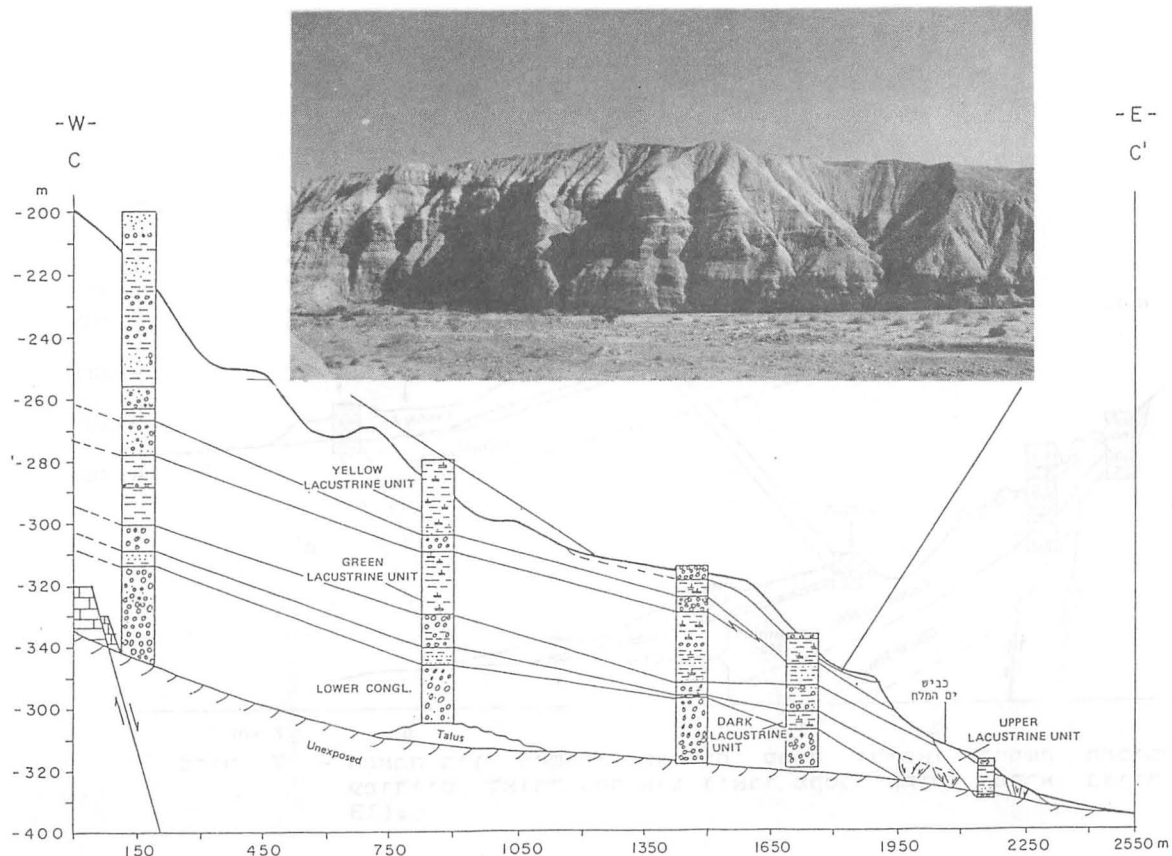 -W-
C
-E-
C'
m
-200
-220
-240
-260
-280
-300
-320
-340
-360
-300
-320
-400
YELLOW
LACUSTRINE UNIT
GREEN
LACUSTRINE UNIT
LOWER CONGL.
Talus
Unexposed
DARK
LACUSTRINE
UNIT
כביש
ים המלח
UPPER
LACUSTRINE UNIT
150 450 750 1050 1350 1650 1950 2250 2550 m